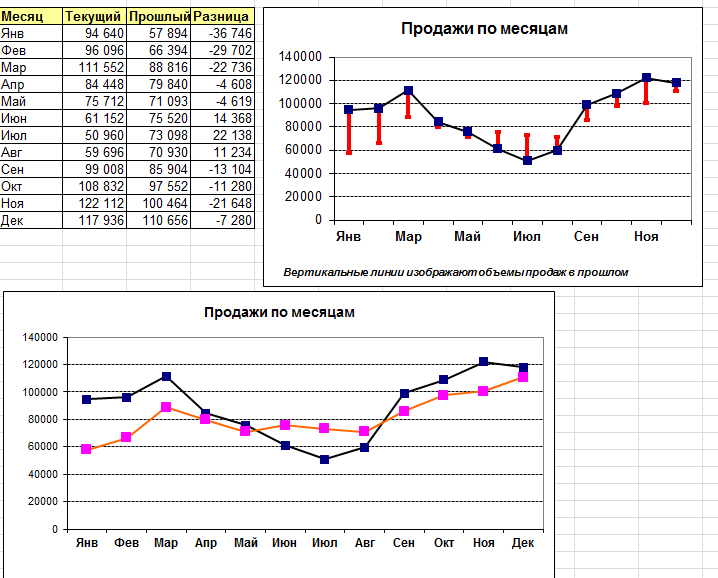 Месяц Текущий Прошлый Разница
Янв 94 640 57 894 -36 746
Фев 96 096 66 394 -29 702
Мар 111 552 88 816 -22 736
Апр 84 448 79 840 -4 608
Май 75 712 71 093 -4 619
Июн 61 152 75 520 14 368
Июл 50 960 73 098 22 138
Авг 59 696 70 930 11 234
Сен 99 008 85 904 -13 104
Окт 108 832 97 552 -11 280
Ноя 122 112 100 464 -21 648
Дек 117 936 110 656 -7 280
Продажи по месяцам
140000
120000
100000
80000
60000
40000
20000
0
Янв Мар Май Июл Сен Ноя
Вертикальные линии изображают объемы продаж в прошлом
Продажи по месяцам
140000
120000
100000
80000
60000
40000
20000
0
Янв Фев Мар Апр Май Июн Июл Авг Сен Окт Ноя Дек